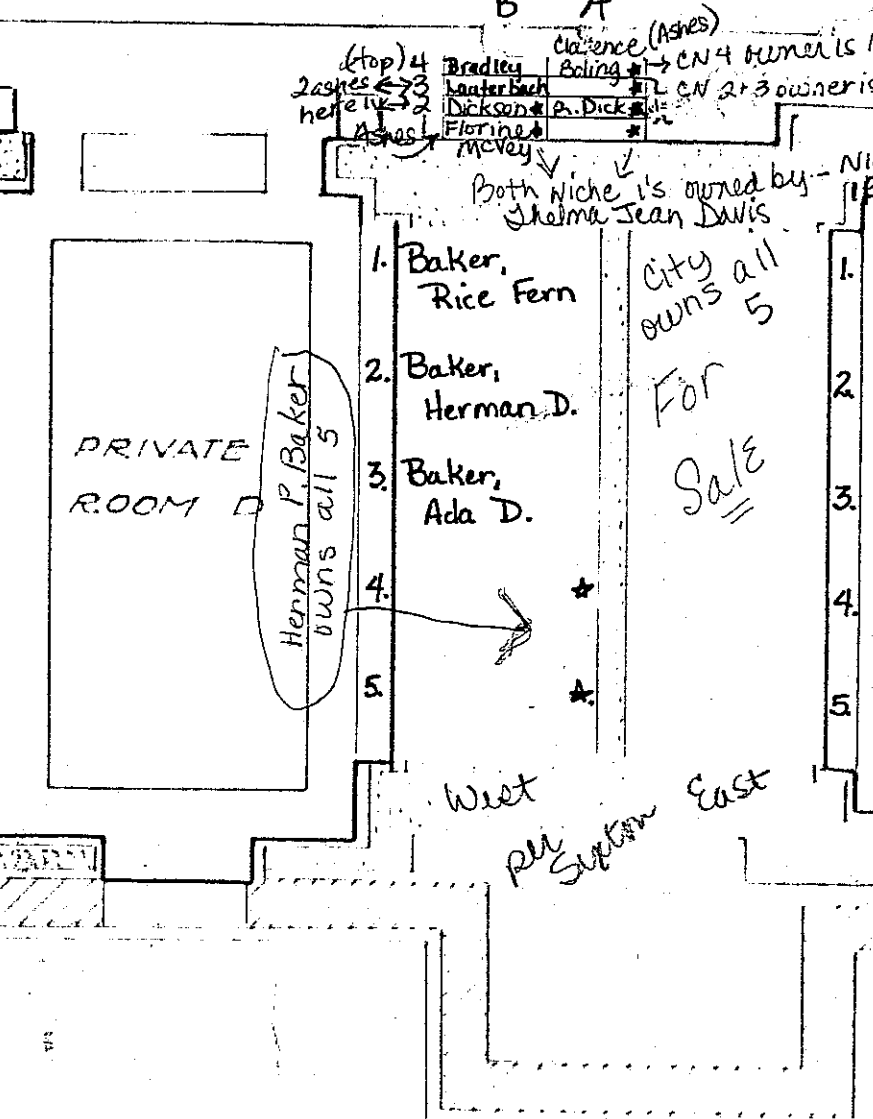 B A
Clarence (Ashes)
(top) 4 Bradley Boling ★ → CN 4 owner is
2 ashes ↔ 3 Lauterbach ★ CN 2+3 owner is
here ↔ 2 Dickson ★ R. Dick ★
Ashes 1 Florine ★ ★
McVey
Both Niche 1's owned by - Ni
Thelma Jean Davis
1. Baker,
Rice Fern
2. Baker,
Herman D.
3. Baker,
Ada D.
4. ★
5. ★
City
owns all
5
For
Sale
1.
2.
3.
4.
5.
PRIVATE
ROOM D
Herman P. Baker
owns all 5
West East
per
Sexton